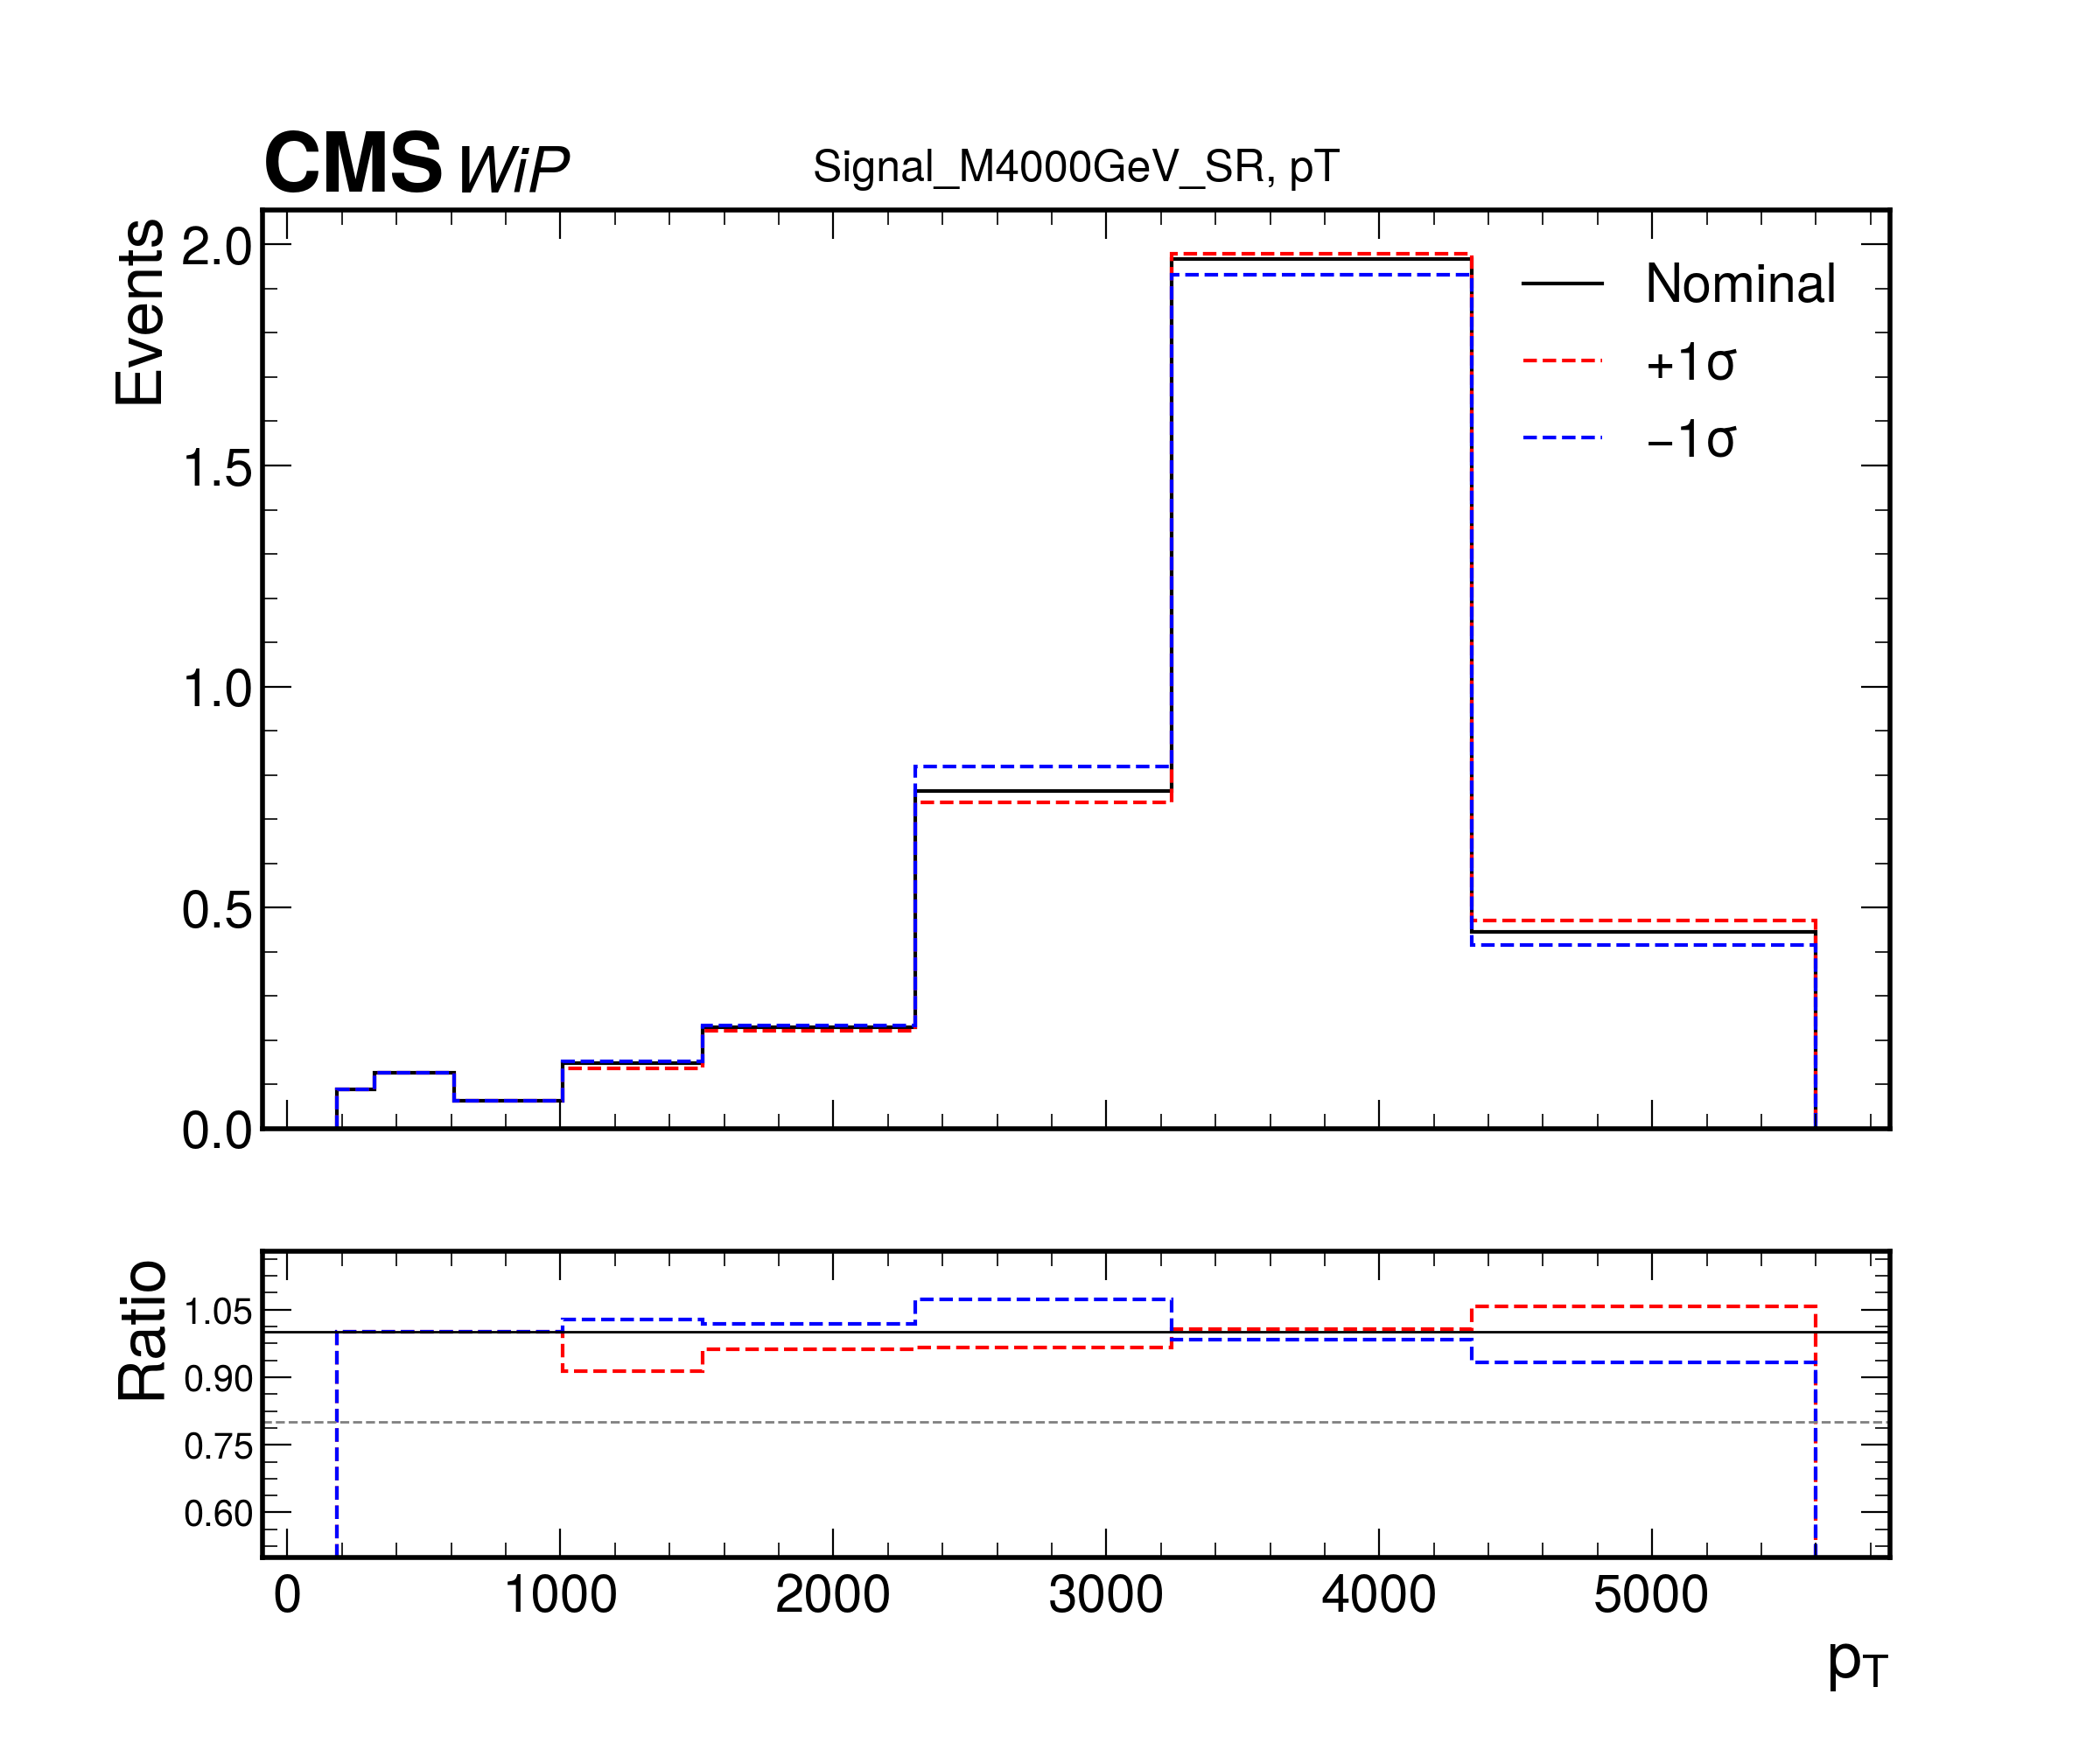 CMS WiP
Signal_M4000GeV_SR, pT
Events
2.0
1.5
1.0
0.5
0.0
Nominal
+1σ
−1σ
Ratio
1.05
0.90
0.75
0.60
0 1000 2000 3000 4000 5000
pT